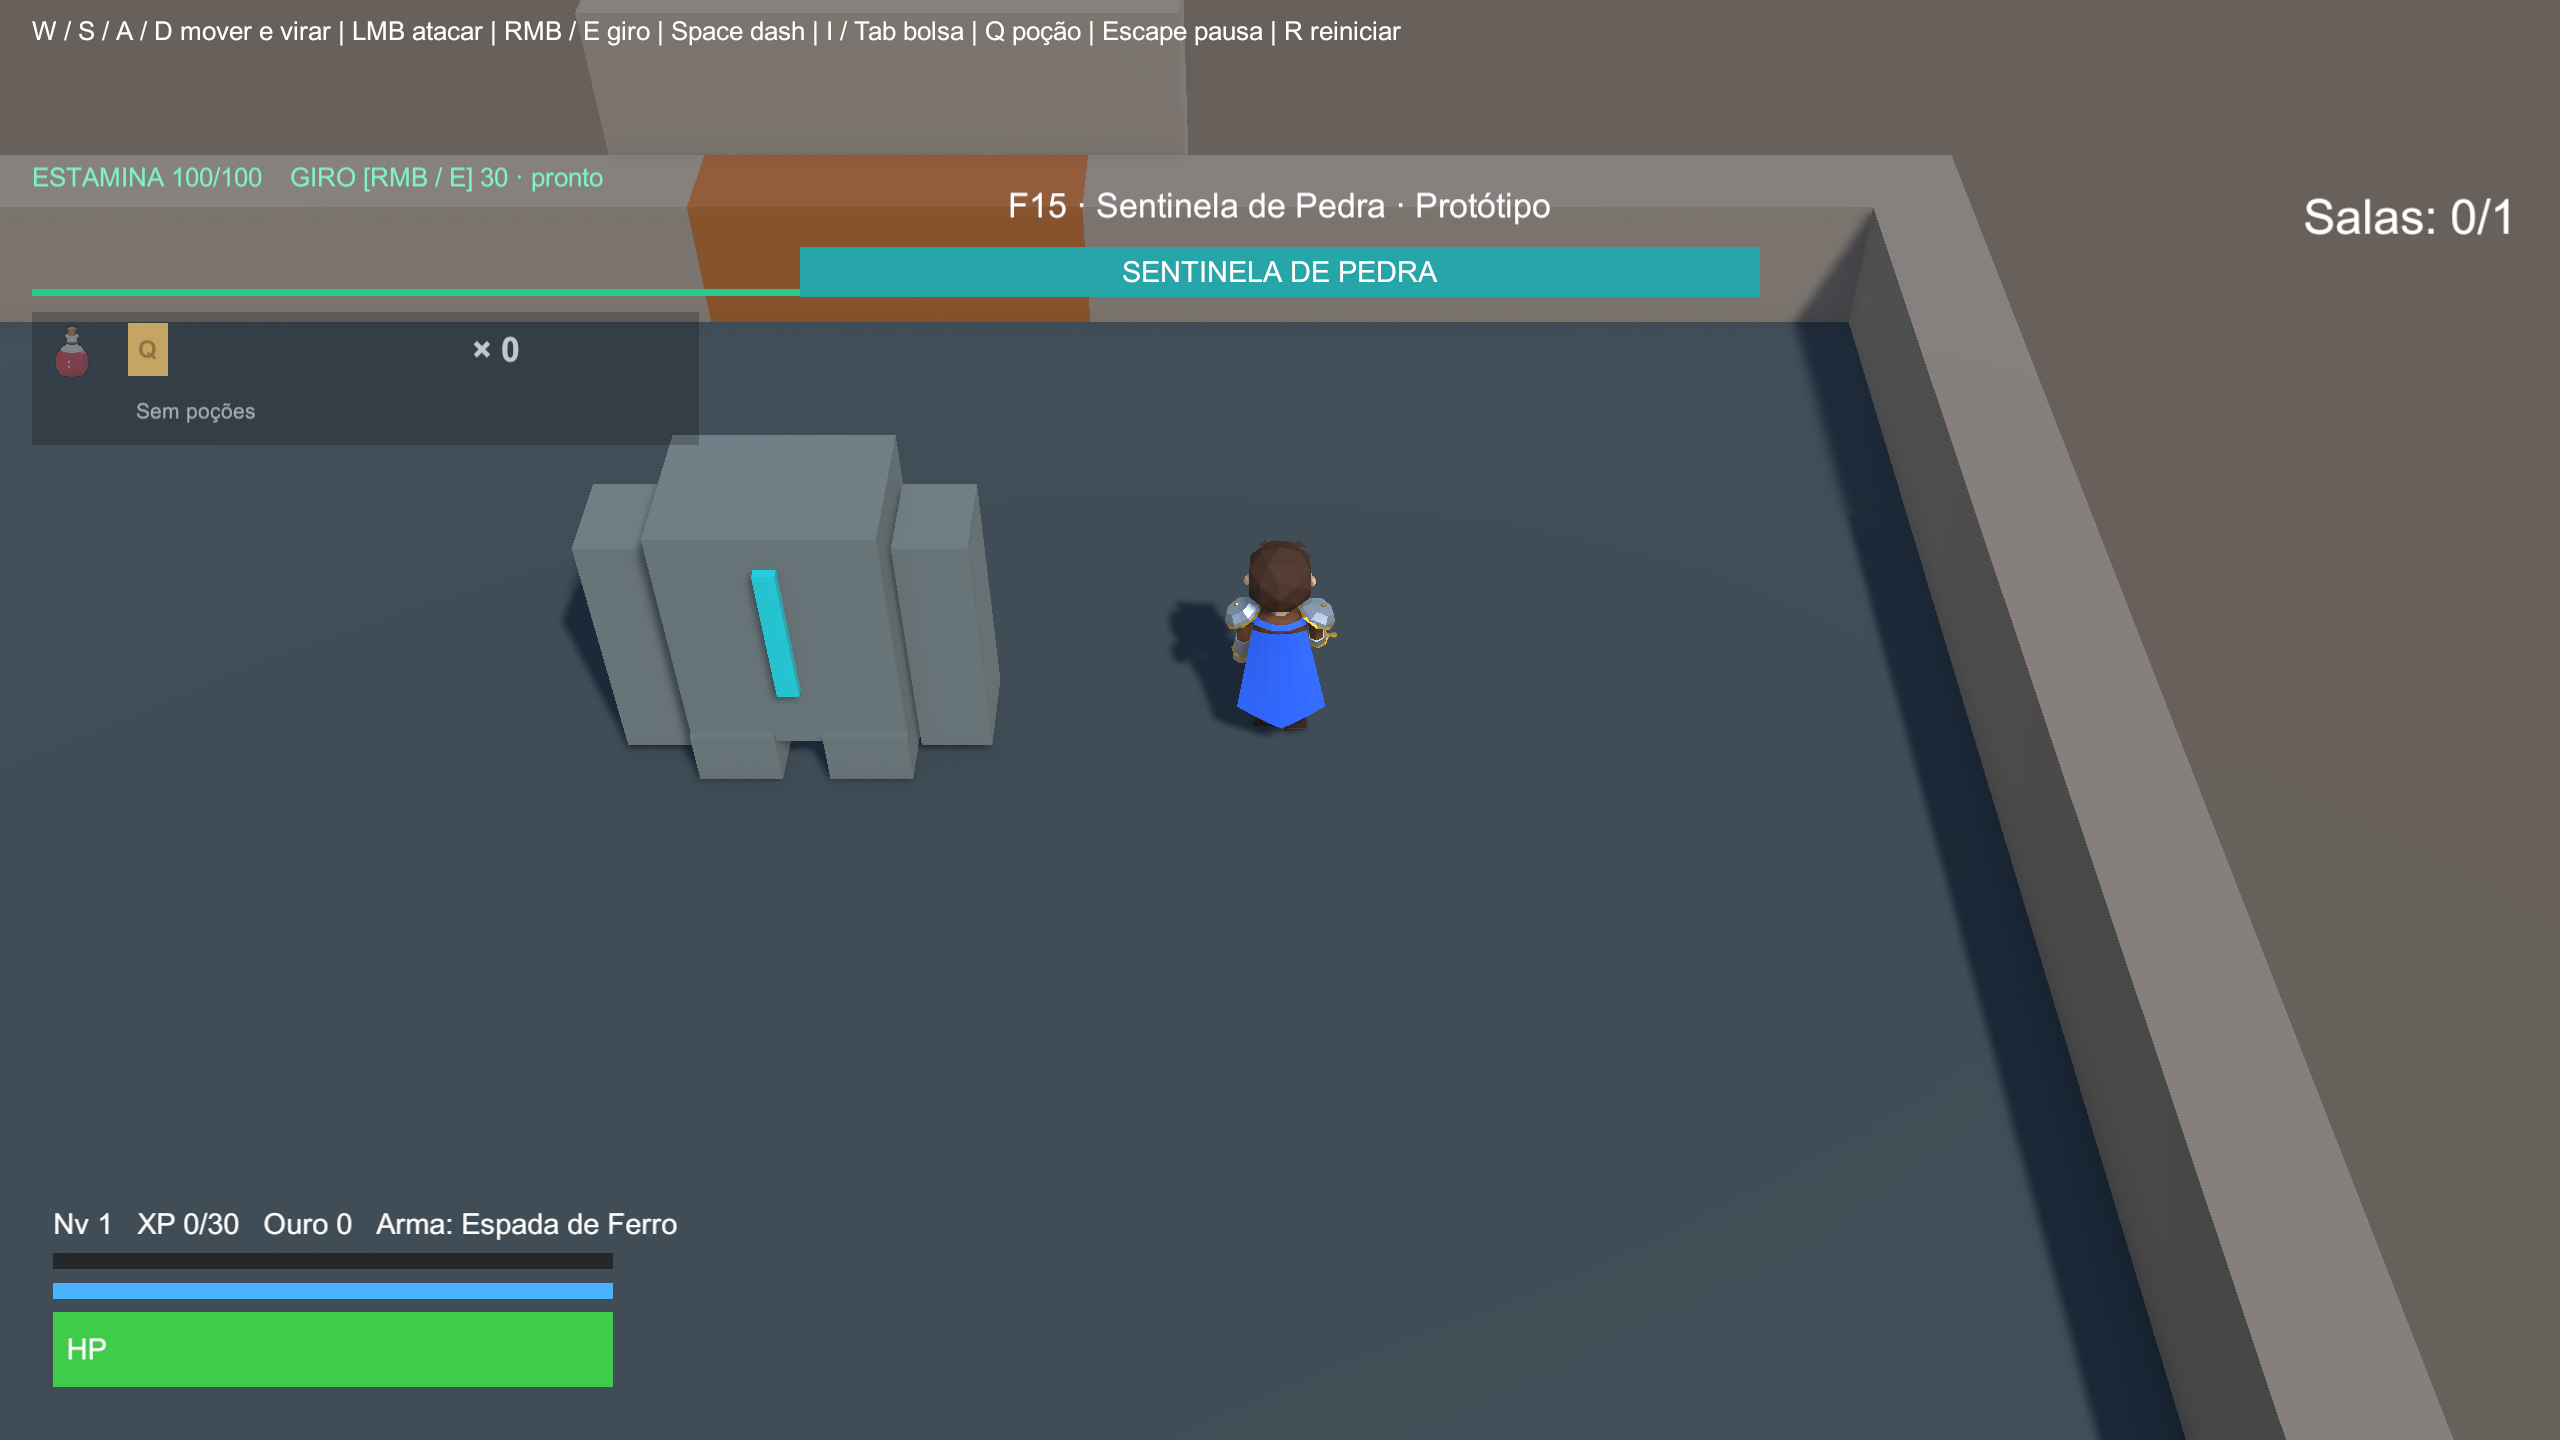 W / S / A / D mover e virar | LMB atacar | RMB / E giro | Space dash | I / Tab bolsa | Q poção | Escape pausa | R reiniciar
ESTAMINA 100/100 GIRO [RMB / E] 30 · pronto
F15 · Sentinela de Pedra · Protótipo
Salas: 0/1
SENTINELA DE PEDRA
Q × 0
Sem poções
Nv 1 XP 0/30 Ouro 0 Arma: Espada de Ferro
HP